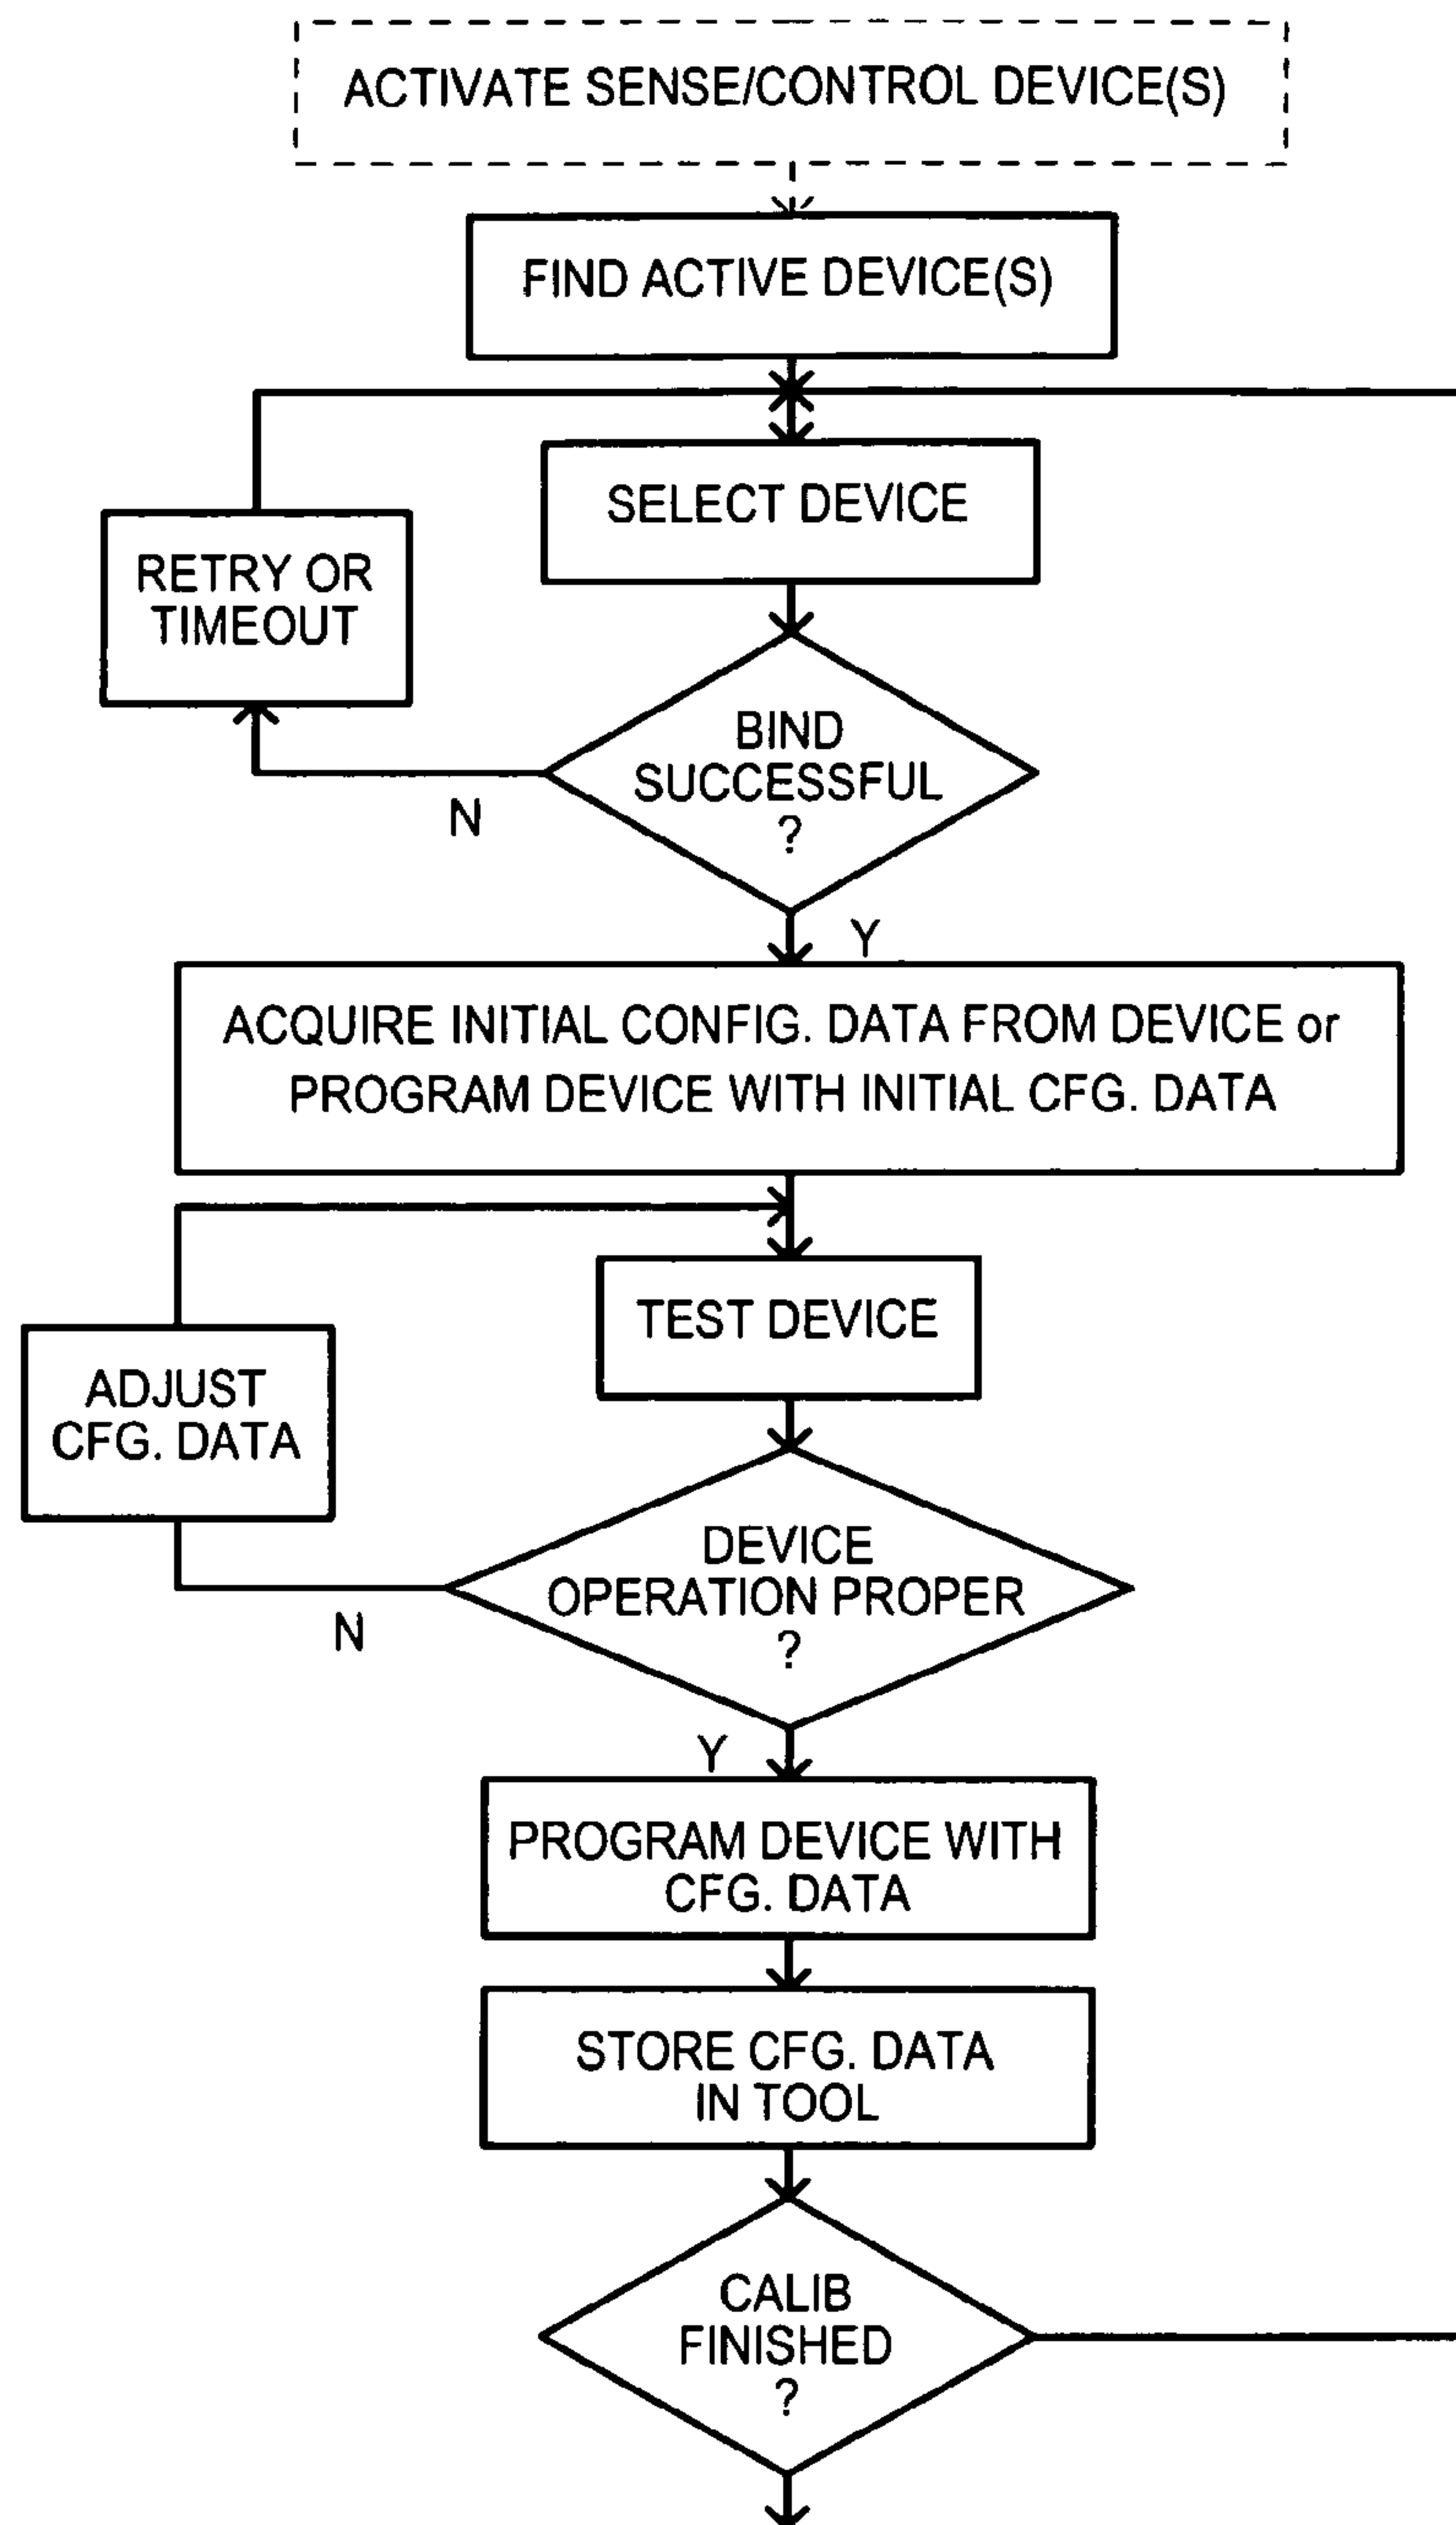 ACTIVATE SENSE/CONTROL DEVICE(S)
FIND ACTIVE DEVICE(S)
SELECT DEVICE
RETRY OR
TIMEOUT
BIND
SUCCESSFUL
?
N
Y
ACQUIRE INITIAL CONFIG. DATA FROM DEVICE or
PROGRAM DEVICE WITH INITIAL CFG. DATA
TEST DEVICE
ADJUST
CFG. DATA
DEVICE
OPERATION PROPER
?
N
Y
PROGRAM DEVICE WITH
CFG. DATA
STORE CFG. DATA
IN TOOL
CALIB
FINISHED
?